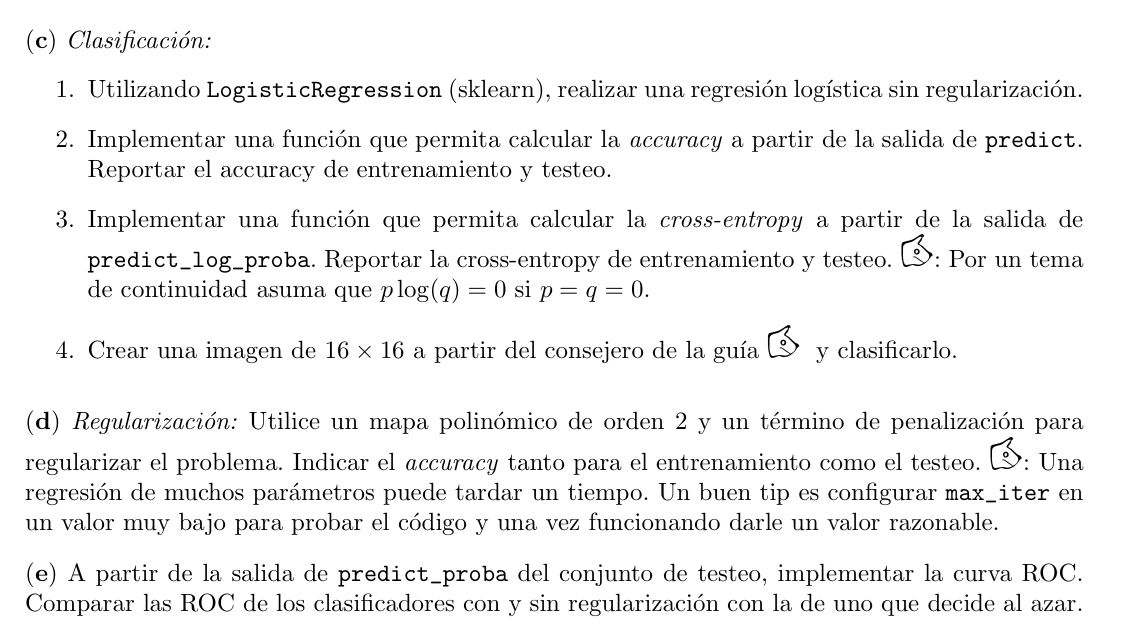 (c) Clasificación:
1. Utilizando LogisticRegression (sklearn), realizar una regresión logística sin regularización.
2. Implementar una función que permita calcular la accuracy a partir de la salida de predict.
Reportar el accuracy de entrenamiento y testeo.
3. Implementar una función que permita calcular la cross-entropy a partir de la salida de
predict_log_proba. Reportar la cross-entropy de entrenamiento y testeo. : Por un tema
de continuidad asuma que p log(q) = 0 si p = q = 0.
4. Crear una imagen de 16 × 16 a partir del consejero de la guía y clasificarlo.
(d) Regularización: Utilice un mapa polinómico de orden 2 y un término de penalización para
regularizar el problema. Indicar el accuracy tanto para el entrenamiento como el testeo. : Una
regresión de muchos parámetros puede tardar un tiempo. Un buen tip es configurar max_iter en
un valor muy bajo para probar el código y una vez funcionando darle un valor razonable.
(e) A partir de la salida de predict_proba del conjunto de testeo, implementar la curva ROC.
Comparar las ROC de los clasificadores con y sin regularización con la de uno que decide al azar.